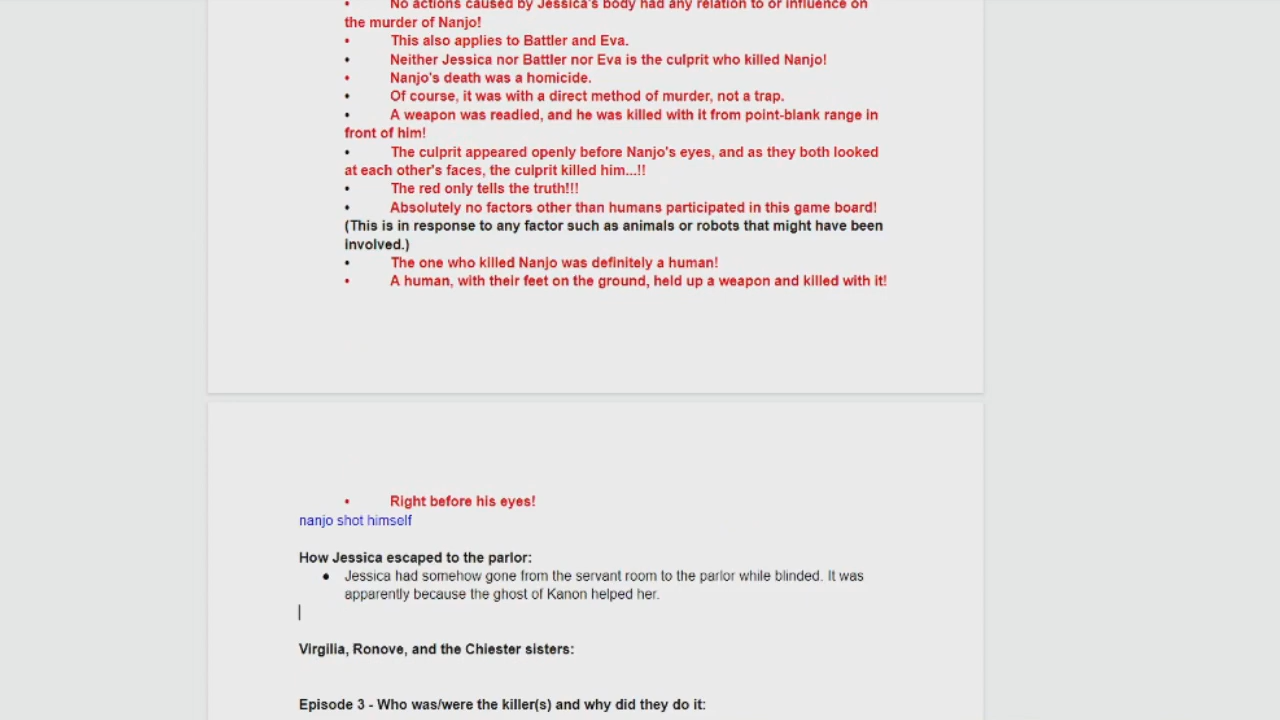 • No actions caused by Jessica's body had any relation to or influence on
the murder of Nanjo!
• This also applies to Battler and Eva.
• Neither Jessica nor Battler nor Eva is the culprit who killed Nanjo!
• Nanjo's death was a homicide.
• Of course, it was with a direct method of murder, not a trap.
• A weapon was readied, and he was killed with it from point-blank range in
front of him!
• The culprit appeared openly before Nanjo's eyes, and as they both looked
at each other's faces, the culprit killed him...!!
• The red only tells the truth!!!
• Absolutely no factors other than humans participated in this game board!
(This is in response to any factor such as animals or robots that might have been
involved.)
• The one who killed Nanjo was definitely a human!
• A human, with their feet on the ground, held up a weapon and killed with it!
• Right before his eyes!
nanjo shot himself
How Jessica escaped to the parlor:
● Jessica had somehow gone from the servant room to the parlor while blinded. It was
apparently because the ghost of Kanon helped her.
Virgilia, Ronove, and the Chiester sisters:
Episode 3 - Who was/were the killer(s) and why did they do it: